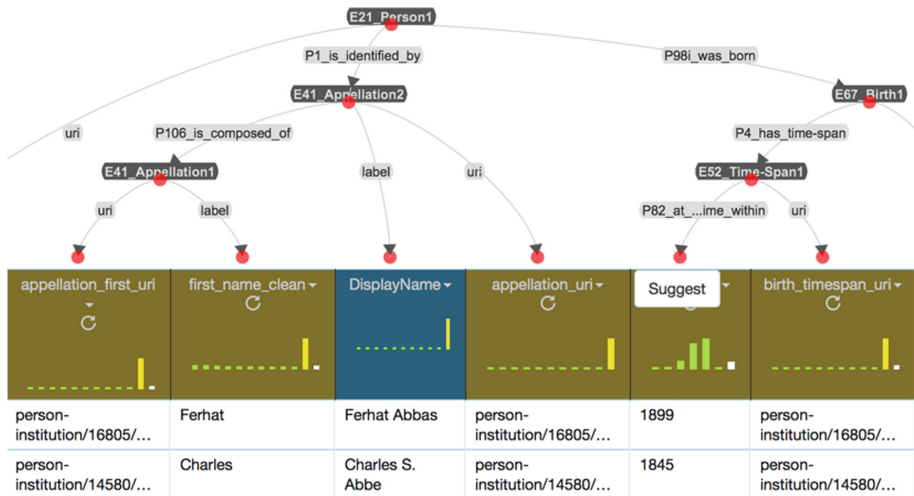 E21_Person1
P1_is_identified_by
P98i_was_born
E41_Appellation2
E67_Birth1
uri
P106_is_composed_of
P4_has_time-span
E41_Appellation1
label
uri
E52_Time-Span1
uri
label
P82_at_...ime_within
uri
appellation_first_uri
first_name_clean
DisplayName
appellation_uri
Suggest
birth_timespan_uri
person-
institution/16805/...
Ferhat
Ferhat Abbas
person-
institution/16805/...
1899
person-
institution/16805/...
person-
institution/14580/...
Charles
Charles S.
Abbe
person-
institution/14580/...
1845
person-
institution/14580/...